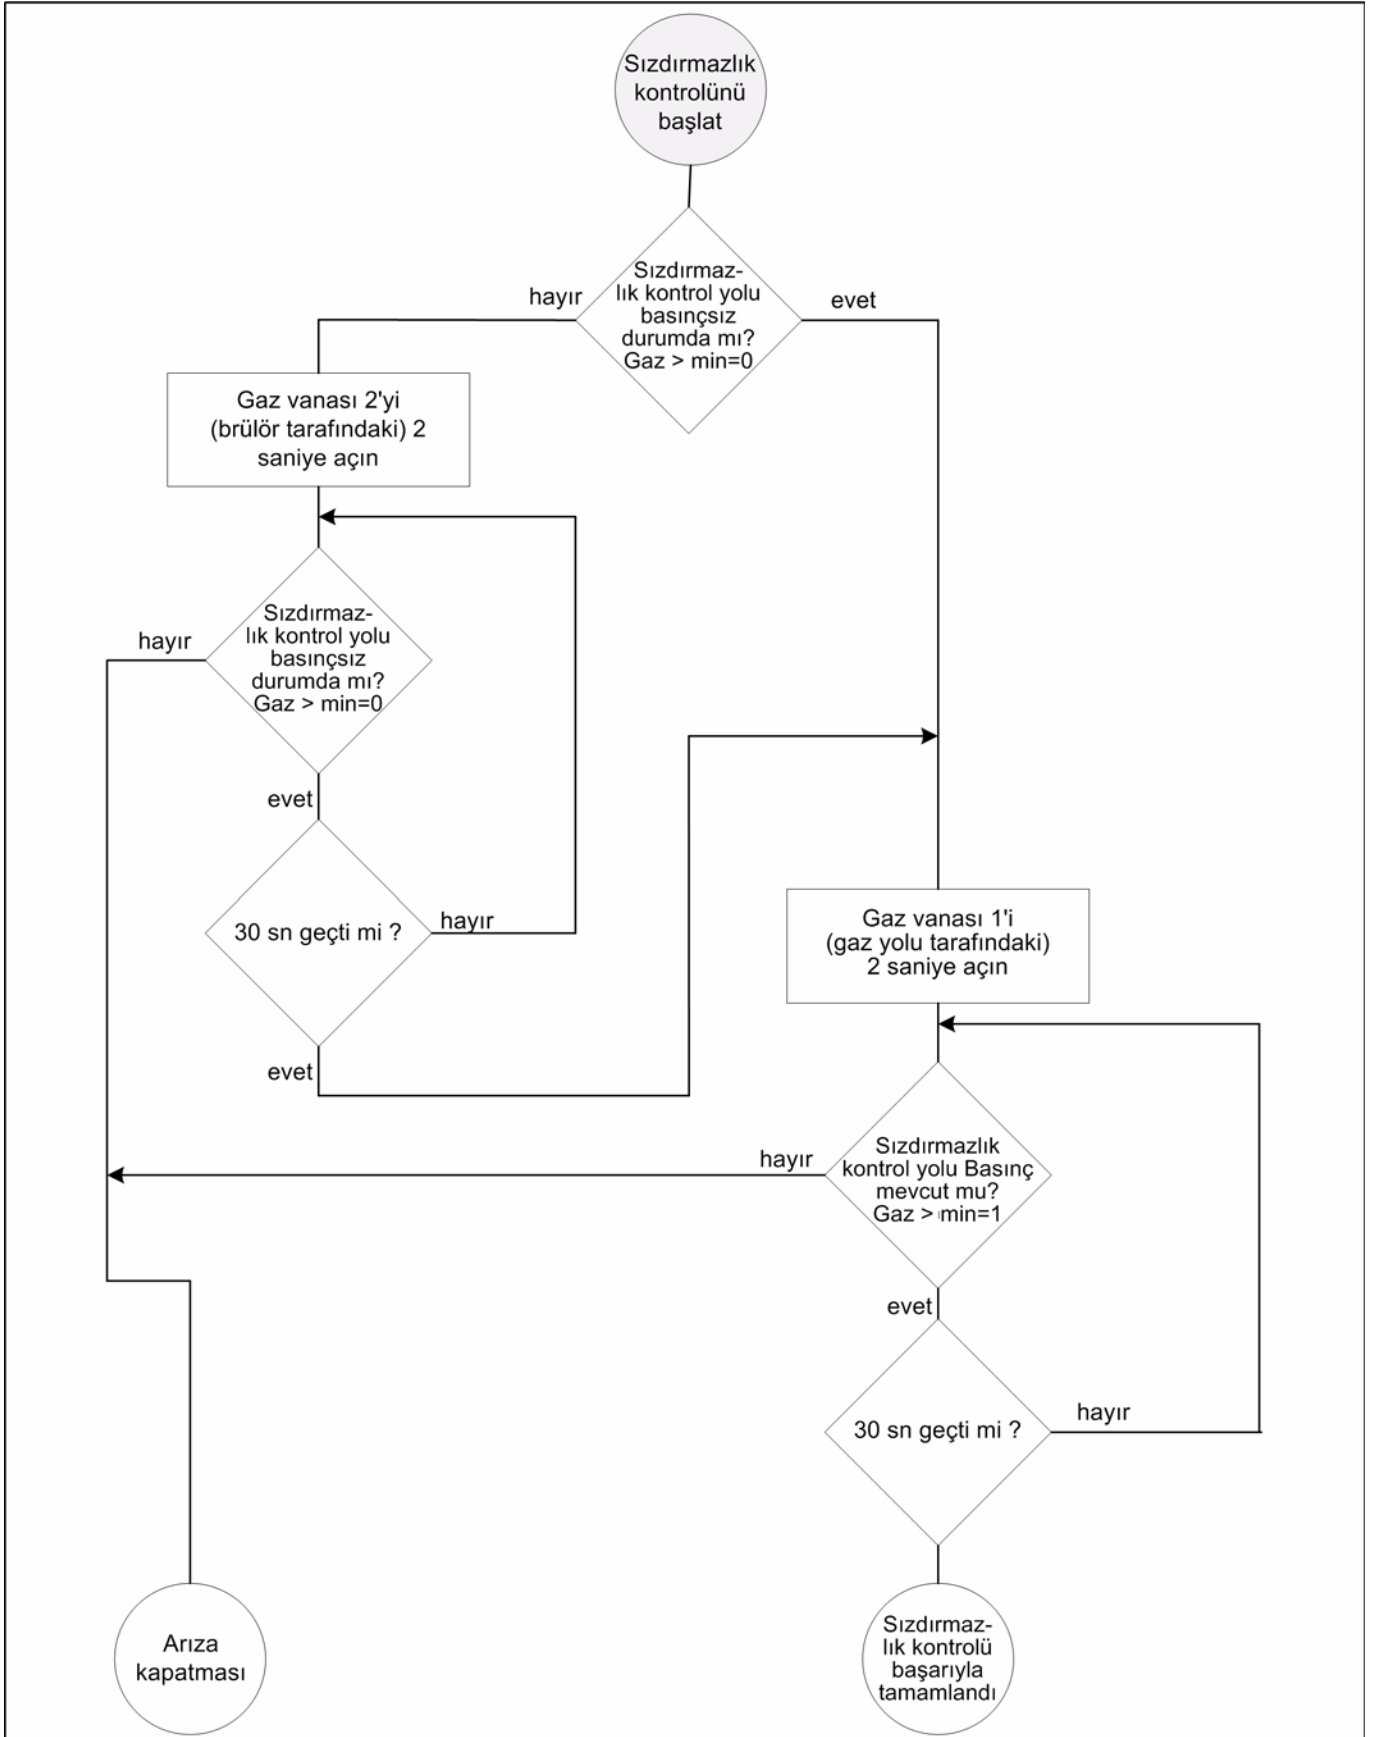 Sızdırmazlık
kontrolünü
başlat
Sızdırmaz-
lık kontrol yolu
basınçsız
durumda mı?
Gaz > min=0
hayır
evet
Gaz vanası 2'yi
(brülör tarafındaki) 2
saniye açın
Sızdırmaz-
lık kontrol yolu
basınçsız
durumda mı?
Gaz > min=0
hayır
evet
30 sn geçti mi ?
hayır
evet
Gaz vanası 1'i
(gaz yolu tarafındaki)
2 saniye açın
Sızdırmazlık
kontrol yolu Basınç
mevcut mu?
Gaz > min=1
hayır
evet
30 sn geçti mi ?
hayır
Arıza
kapatması
Sızdırmaz-
lık kontrolü
başarıyla
tamamlandı